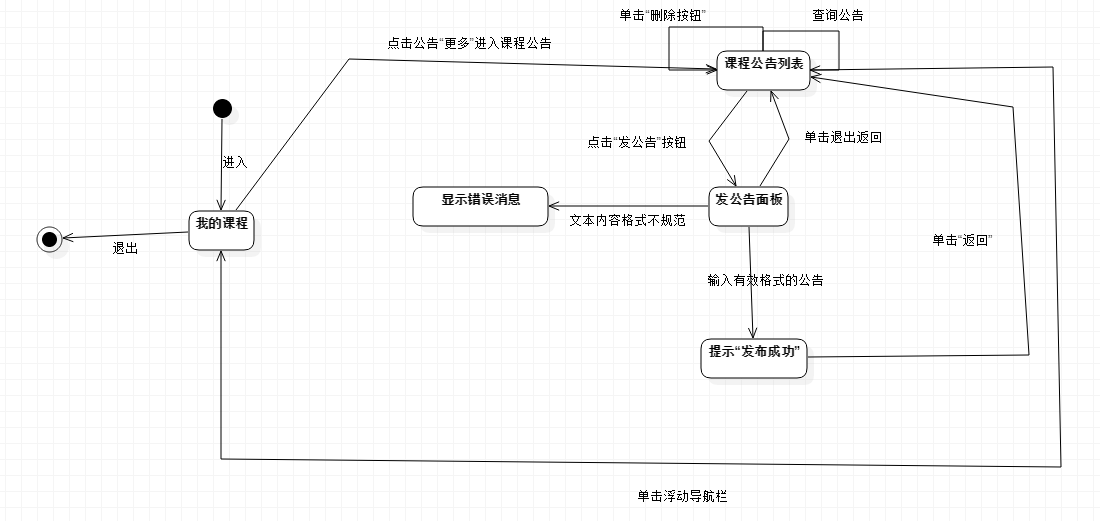 单击“删除按钮”
查询公告
点击公告“更多”进入课程公告
课程公告列表
点击“发公告”按钮
单击退出返回
进入
显示错误消息
发公告面板
文本内容格式不规范
我的课程
退出
单击“返回”
输入有效格式的公告
提示“发布成功”
单击浮动导航栏